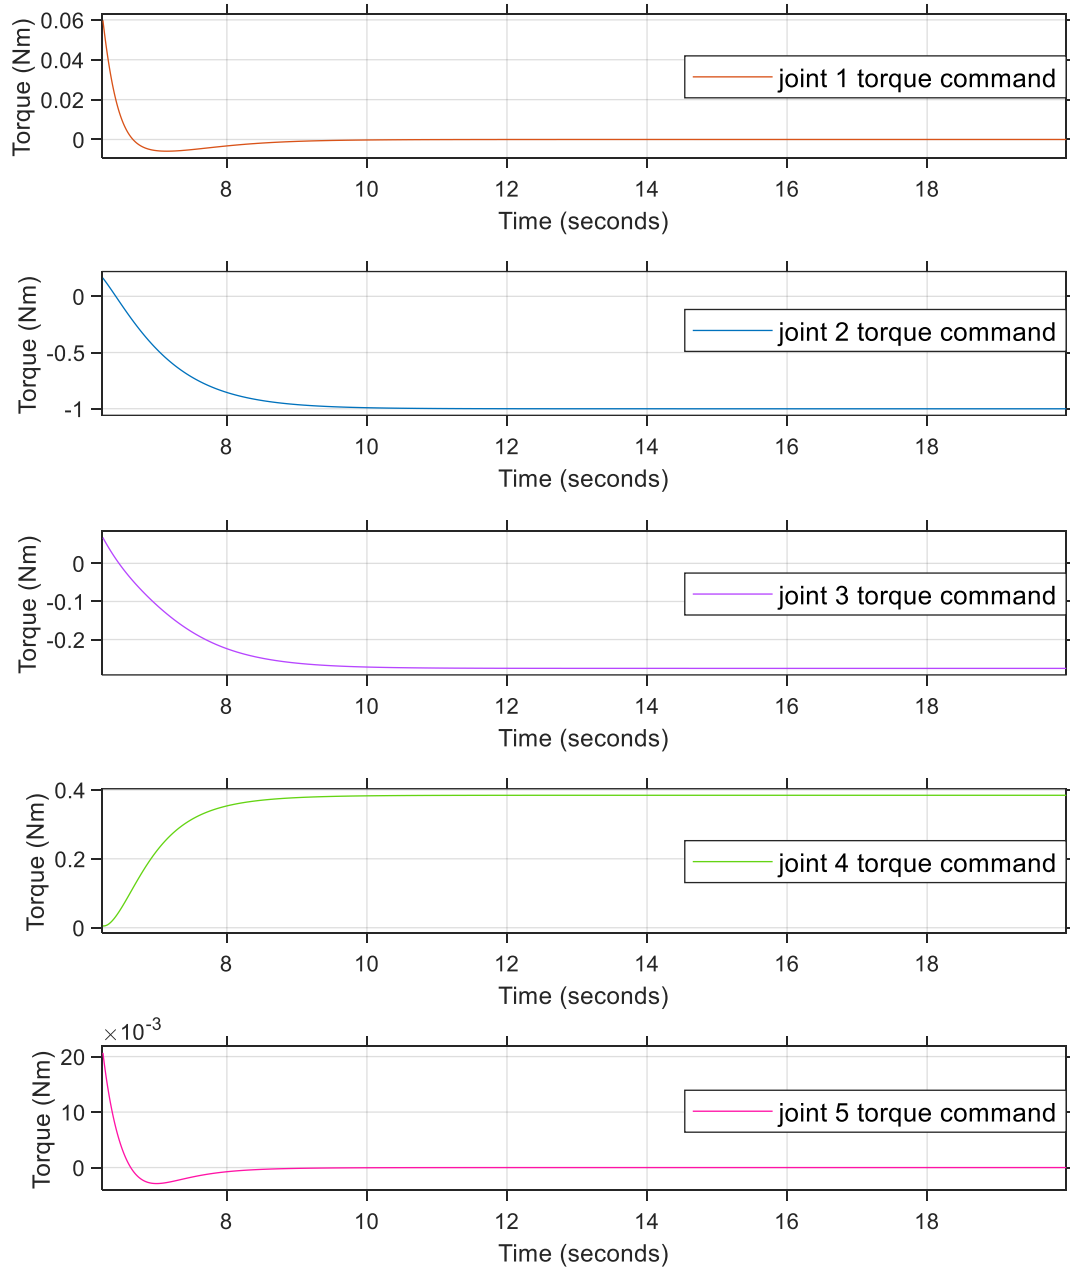 Torque (Nm)
0.06
0.04
0.02
0
joint 1 torque command
8 10 12 14 16 18
Time (seconds)
Torque (Nm)
0
-0.5
-1
joint 2 torque command
8 10 12 14 16 18
Time (seconds)
Torque (Nm)
0
-0.1
-0.2
joint 3 torque command
8 10 12 14 16 18
Time (seconds)
Torque (Nm)
0.4
0.2
0
joint 4 torque command
8 10 12 14 16 18
Time (seconds)
×10⁻³
Torque (Nm)
20
10
0
joint 5 torque command
8 10 12 14 16 18
Time (seconds)